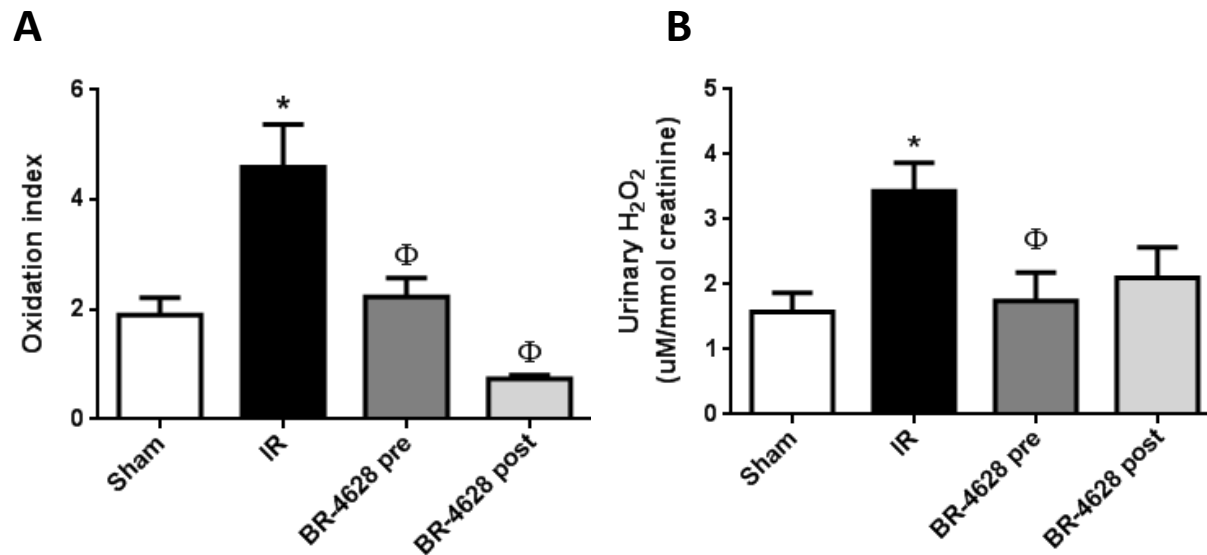 A
Oxidation index
6
4
2
0
*
Φ
Φ
Sham
IR
BR-4628 pre
BR-4628 post
B
Urinary H₂O₂
(uM/mmol creatinine)
5
4
3
2
1
0
*
Φ
Sham
IR
BR-4628 pre
BR-4628 post